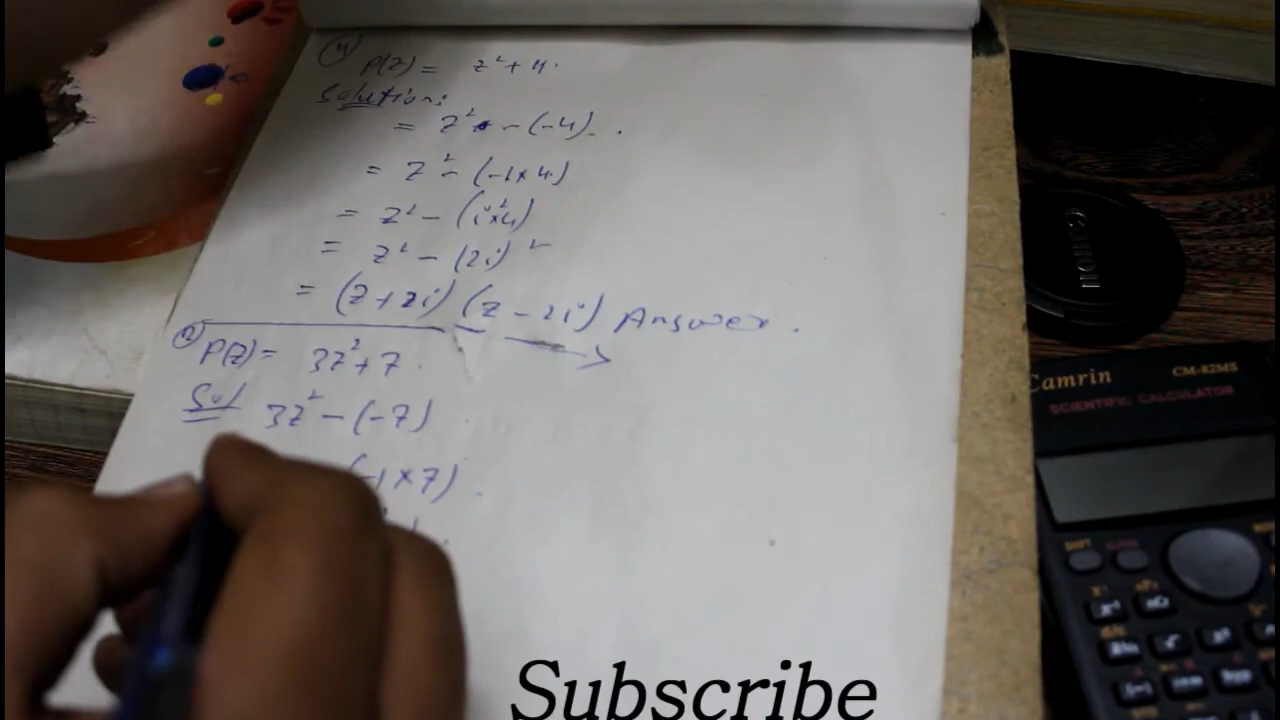 (4) P(Z) = z² + 4.
Solution:
= z² - (-4).
= z² - (-1×4)
= z² - (i²×4)
= z² - (2i)²
= (z+2i) (z-2i) Answer.
P(Z) = 3z² + 7.
Sol 3z² - (-7)
(-1×7)
Canon
Camrin CM-82MS
SCIENTIFIC CALCULATOR
SHIFT
Subscribe